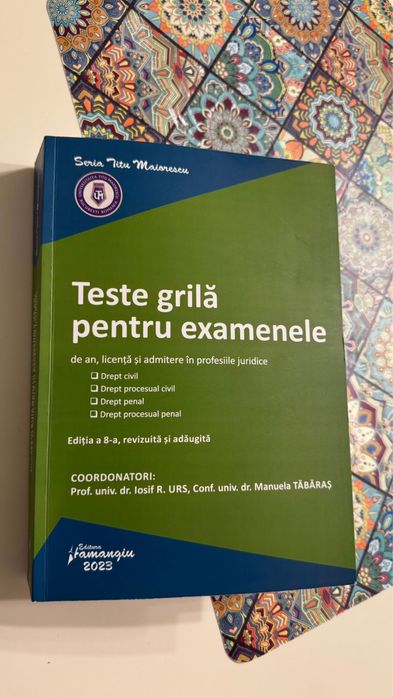 Seria Titu Maiorescu
Teste grilă
pentru examenele
de an, licență și admitere în profesiile juridice
❑ Drept civil
❑ Drept procesual civil
❑ Drept penal
❑ Drept procesual penal
Ediția a 8-a, revizuită și adăugită
COORDONATORI:
Prof. univ. dr. Iosif R. URS, Conf. univ. dr. Manuela TĂBĂRAȘ
Editura
Hamangiu
2023